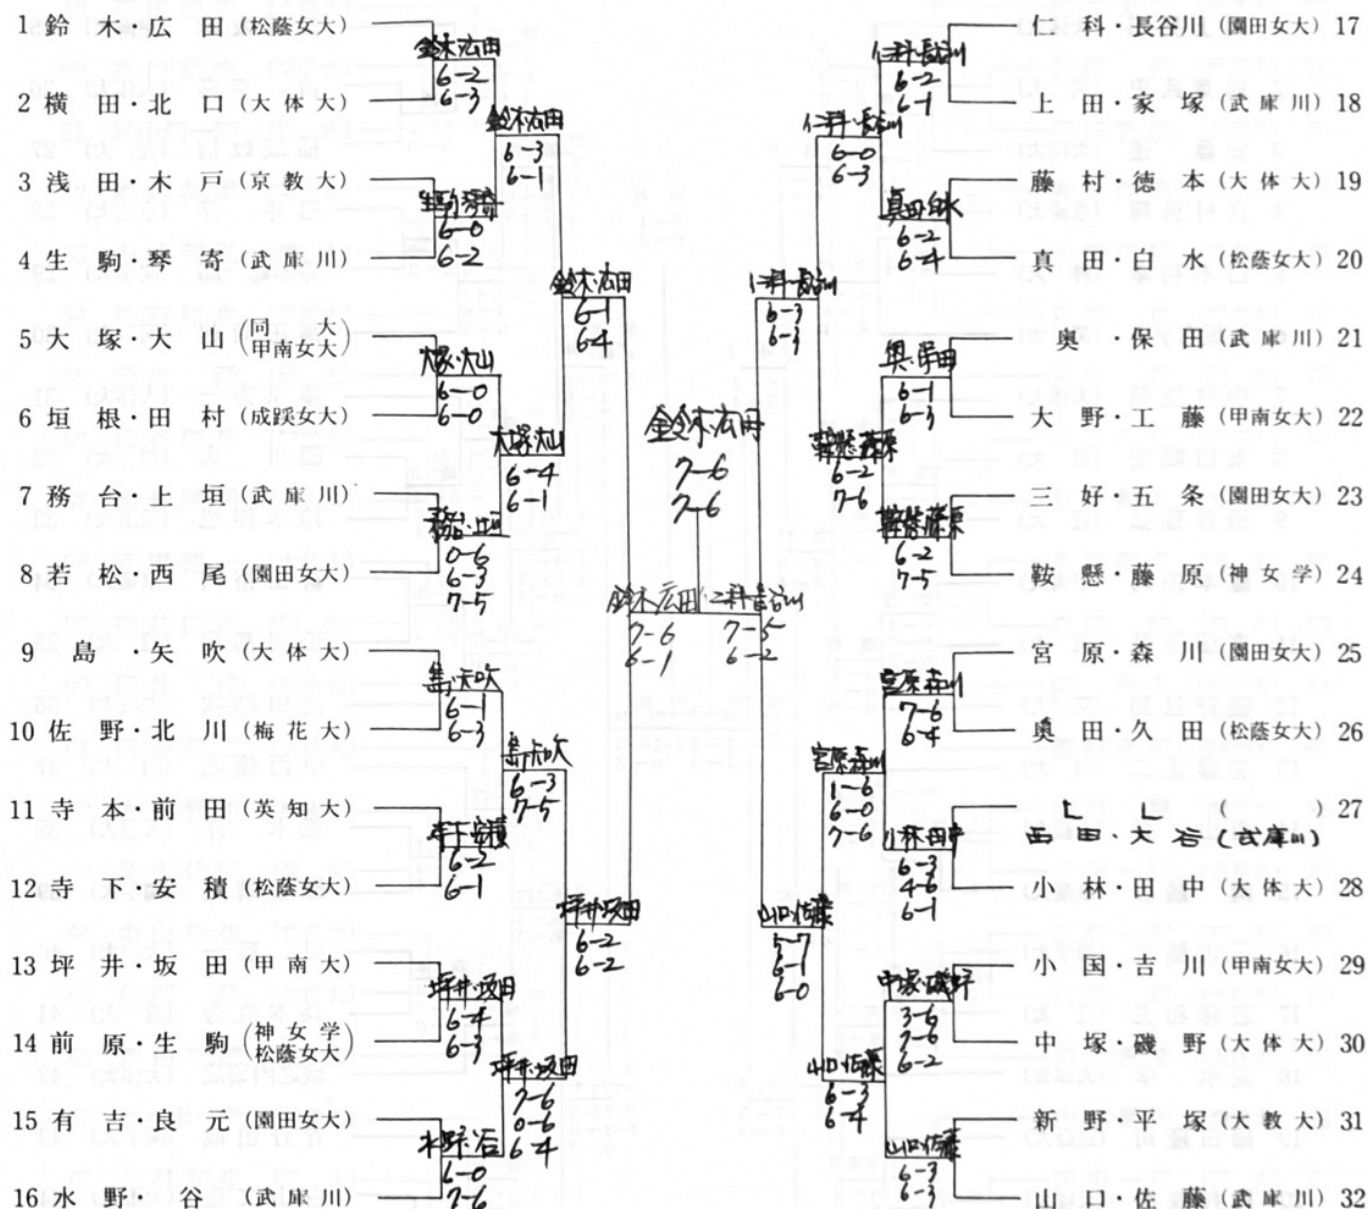 1 鈴木・広田 (松蔭女大)
2 横田・北口 (大体大)
3 浅田・木戸 (京教大)
4 生駒・琴寄 (武庫川)
5 大塚・大山 (同大 甲南女大)
6 垣根・田村 (成蹊女大)
7 務台・上垣 (武庫川)
8 若松・西尾 (園田女大)
9 島・矢吹 (大体大)
10 佐野・北川 (梅花大)
11 寺本・前田 (英知大)
12 寺下・安積 (松蔭女大)
13 坪井・坂田 (甲南大)
14 前原・生駒 (神女学 松蔭女大)
15 有吉・良元 (園田女大)
16 水野・谷 (武庫川)
鈴木・広田
6-2
6-3
生駒・琴寄
6-0
6-2
大塚・大山
6-0
6-0
務台・上垣
0-6
6-3
7-5
島・矢吹
6-1
6-3
寺下・安積
6-2
6-1
坪井・坂田
6-4
6-3
水野・谷
6-0
7-6
鈴木・広田
6-3
6-1
大塚・大山
6-4
6-1
島・矢吹
6-3
7-5
坪井・坂田
7-6
0-6
6-4
鈴木・広田
6-1
6-4
坪井・坂田
6-2
6-2
鈴木・広田
7-6
6-1
鈴木・広田
7-6
7-6
仁科・長谷川
7-5
6-2
仁科・長谷川
6-3
6-3
山口・佐藤
5-7
6-1
6-0
仁科・長谷川
6-0
6-3
鞍懸・藤原
6-2
7-6
宮原・森川
1-6
6-0
7-6
山口・佐藤
6-3
6-4
仁科・長谷川
6-2
6-1
真田・白水
6-2
6-4
奥・保田
6-1
6-3
鞍懸・藤原
6-2
7-5
宮原・森川
7-6
6-4
小林・田中
6-3
4-6
6-1
中塚・磯野
3-6
7-6
6-2
山口・佐藤
6-3
6-3
仁科・長谷川 (園田女大) 17
上田・家塚 (武庫川) 18
藤村・徳本 (大体大) 19
真田・白水 (松蔭女大) 20
奥・保田 (武庫川) 21
大野・工藤 (甲南女大) 22
三好・五条 (園田女大) 23
鞍懸・藤原 (神女学) 24
宮原・森川 (園田女大) 25
奥田・久田 (松蔭女大) 26
L L ( ) 27
西田・大谷 (武庫川)
小林・田中 (大体大) 28
小国・吉川 (甲南女大) 29
中塚・磯野 (大体大) 30
新野・平塚 (大教大) 31
山口・佐藤 (武庫川) 32